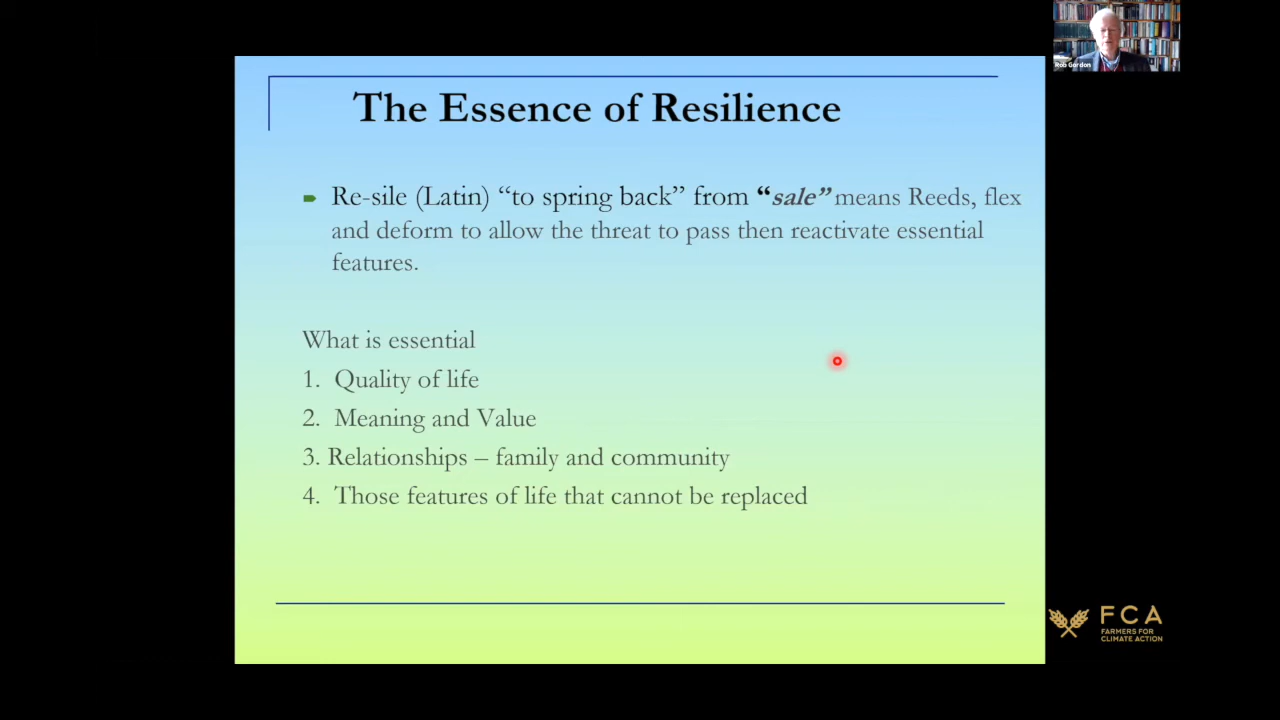 The Essence of Resilience
Re-sile (Latin) “to spring back” from “sale” means Reeds, flex
and deform to allow the threat to pass then reactivate essential
features.
What is essential
1. Quality of life
2. Meaning and Value
3. Relationships – family and community
4. Those features of life that cannot be replaced
Rob Gordon
FCA
FARMERS FOR
CLIMATE ACTION